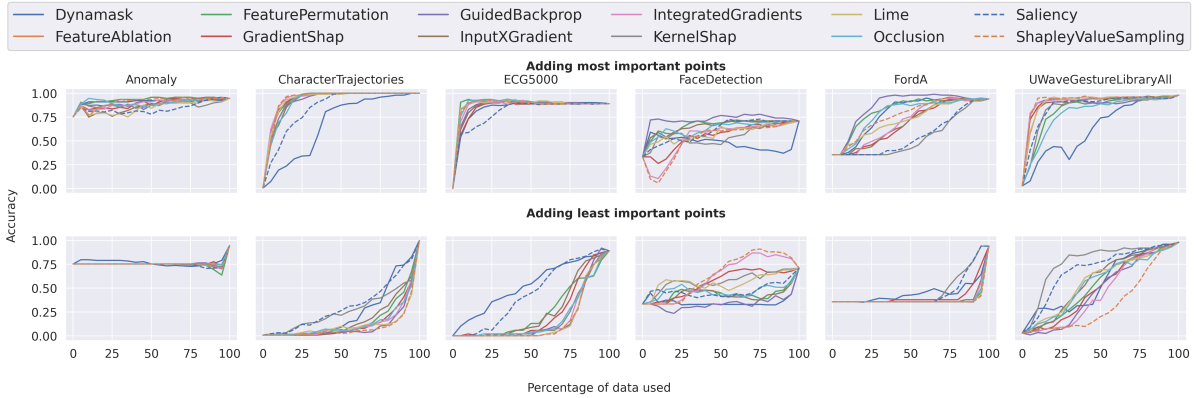 Dynamask FeaturePermutation GuidedBackprop IntegratedGradients Lime Saliency
FeatureAblation GradientShap InputXGradient KernelShap Occlusion ShapleyValueSampling
Adding most important points
Anomaly CharacterTrajectories ECG5000 FaceDetection FordA UWaveGestureLibraryAll
1.00
0.75
0.50
0.25
0.00
Accuracy
Adding least important points
1.00
0.75
0.50
0.25
0.00
0 25 50 75 100 0 25 50 75 100 0 25 50 75 100 0 25 50 75 100 0 25 50 75 100 0 25 50 75 100
Percentage of data used